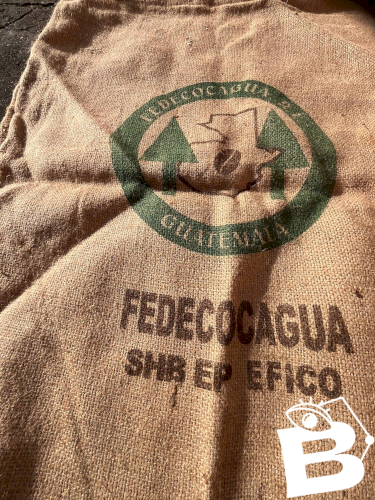 FEDECOCAGUA R.L.
GUATEMALA
FEDECOCAGUA
SHB EP EFICO
B